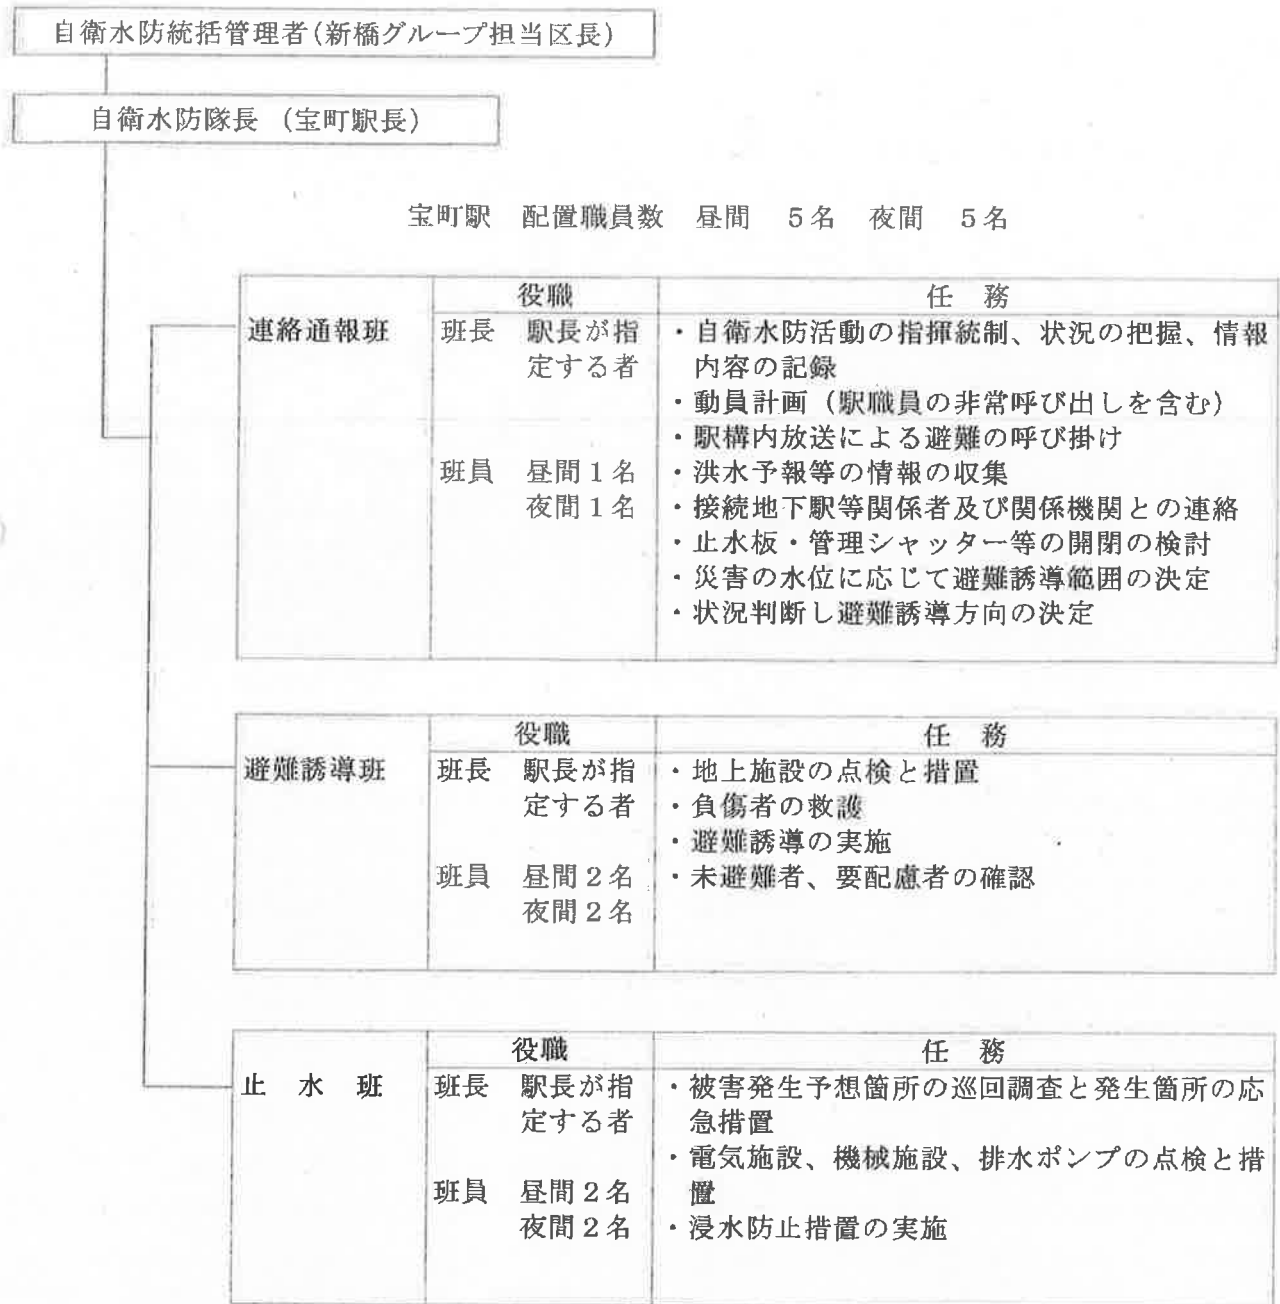 自衛水防統括管理者(新橋グループ担当区長)
自衛水防隊長 (宝町駅長)
宝町駅 配置職員数 昼間 5名 夜間 5名
連絡通報班
役職
班長 駅長が指
定する者
班員 昼間1名
夜間1名
任 務
・自衛水防活動の指揮統制、状況の把握、情報
内容の記録
・動員計画(駅職員の非常呼び出しを含む)
・駅構内放送による避難の呼び掛け
・洪水予報等の情報の収集
・接続地下駅等関係者及び関係機関との連絡
・止水板・管理シャッター等の開閉の検討
・災害の水位に応じて避難誘導範囲の決定
・状況判断し避難誘導方向の決定
避難誘導班
役職
班長 駅長が指
定する者
班員 昼間2名
夜間2名
任 務
・地上施設の点検と措置
・負傷者の救護
・避難誘導の実施
・未避難者、要配慮者の確認
止 水 班
役職
班長 駅長が指
定する者
班員 昼間2名
夜間2名
任 務
・被害発生予想箇所の巡回調査と発生箇所の応
急措置
・電気施設、機械施設、排水ポンプの点検と措
置
・浸水防止措置の実施